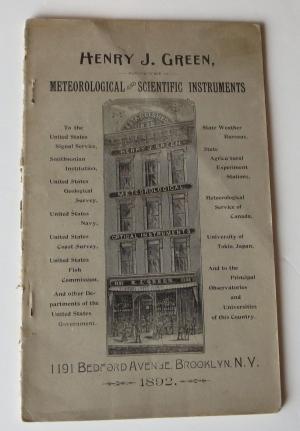 HENRY J. GREEN,
METEOROLOGICAL AND SCIENTIFIC INSTRUMENTS
To the
United States
Signal Service,
Smithsonian
Institution,
United States
Geological
Survey,
United States
Navy,
United States
Coast Survey,
United States
Fish
Commission,
And other De-
partments of the
United States
Government.
HENRY J. GREEN
METEOROLOGICAL
OPTICAL INSTRUMENTS
H. J. GREEN
State Weather
Bureaus,
State
Agricultural
Experiment
Stations,
Meteorological
Service of
Canada,
University of
Tokio, Japan,
And to the
Principal
Observatories
and
Universities
of this Country.
1191 BEDFORD AVENUE, BROOKLYN, N. Y.
1892.